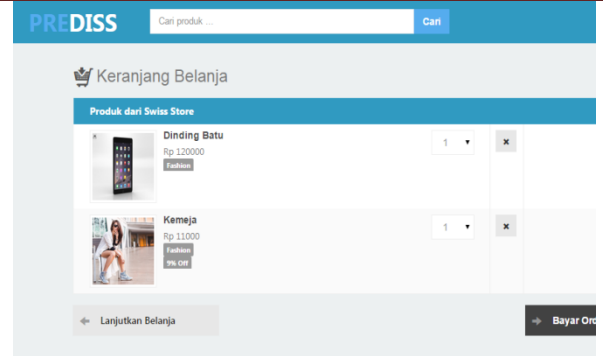 PREDISS
Cari produk ...
Cari
Keranjang Belanja
Produk dari Swiss Store
Dinding Batu
Rp 120000
Fashion
1
Kemeja
Rp 11000
Fashion
9% Off
1
Lanjutkan Belanja
Bayar